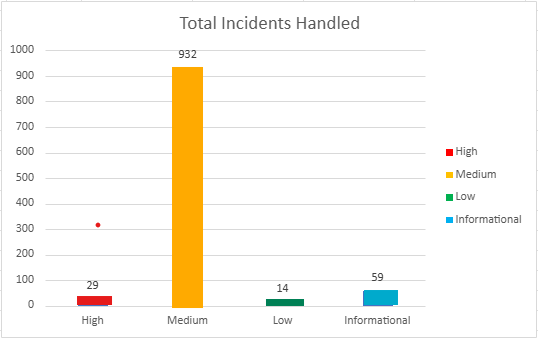 Total Incidents Handled
1000
900
800
700
600
500
400
300
200
100
0
932
29
14
59
High
Medium
Low
Informational
High
Medium
Low
Informational